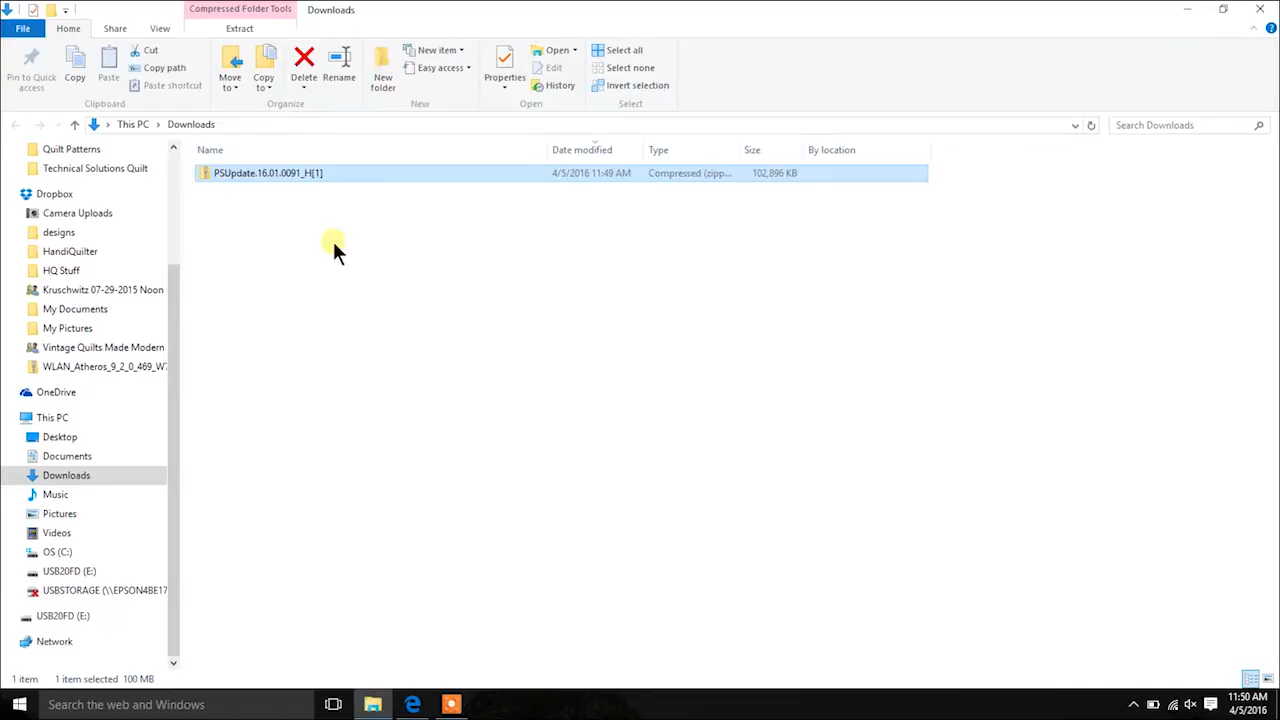 Compressed Folder Tools
Downloads
File
Home
Share
View
Extract
Pin to Quick access
Copy
Paste
Cut
Copy path
Paste shortcut
Clipboard
Move to
Copy to
Delete
Rename
Organize
New folder
New item
Easy access
New
Properties
Open
Edit
History
Open
Select all
Select none
Invert selection
Select
This PC
Downloads
Search Downloads
Name
Date modified
Type
Size
By location
PSUpdate.16.01.0091_H[1]
4/5/2016 11:49 AM
Compressed (zipp...
102,896 KB
Quilt Patterns
Technical Solutions Quilt
Dropbox
Camera Uploads
designs
HandiQuilter
HQ Stuff
Kruschwitz 07-29-2015 Noon
My Documents
My Pictures
Vintage Quilts Made Modern
WLAN_Atheros_9_2_0_469_W7
OneDrive
This PC
Desktop
Documents
Downloads
Music
Pictures
Videos
OS (C:)
USB20FD (E:)
USBSTORAGE (\\EPSON4BE17
USB20FD (E:)
Network
1 item
1 item selected 100 MB
Search the web and Windows
11:50 AM
4/5/2016